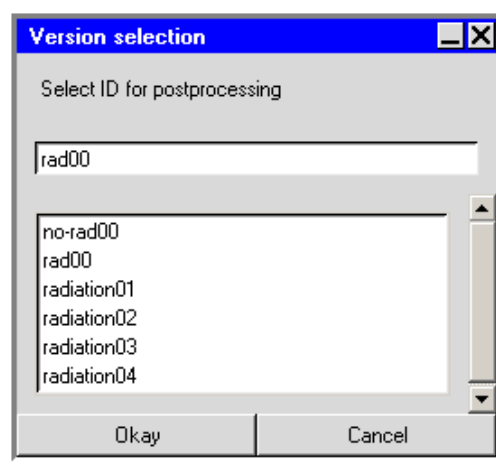 Version selection
Select ID for postprocessing
rad00
no-rad00
rad00
radiation01
radiation02
radiation03
radiation04
Okay Cancel